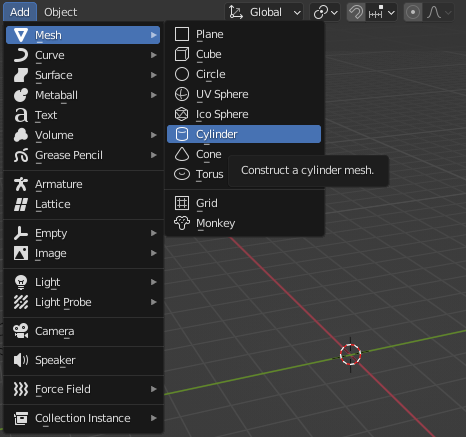 Add Object Global
Mesh
Curve
Surface
Metaball
Text
Volume
Grease Pencil
Armature
Lattice
Empty
Image
Light
Light Probe
Camera
Speaker
Force Field
Collection Instance
Plane
Cube
Circle
UV Sphere
Ico Sphere
Cylinder
Cone
Torus
Grid
Monkey
Construct a cylinder mesh.